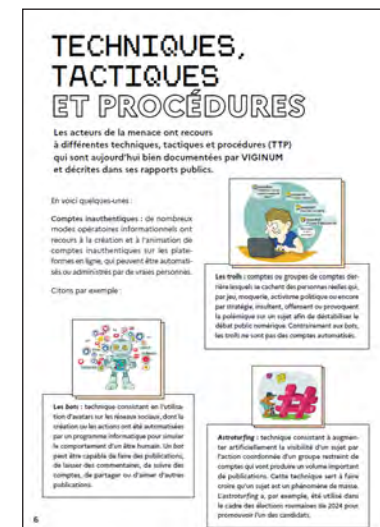 TECHNIQUES,
TACTIQUES
ET PROCÉDURES
Les acteurs de la menace ont recours
à différentes techniques, tactiques et procédures (TTP)
qui sont aujourd'hui bien documentées par VIGINUM
et décrites dans ses rapports publics.
En voici quelques-unes :
Comptes inauthentiques : de nombreux
modes opératoires informationnels ont
recours à la création et à l'animation de
comptes inauthentiques sur les plate-
formes en ligne, qui peuvent être automati-
sés ou administrés par de vraies personnes.
Citons par exemple :
Les bots : technique consistant en l'utilisa-
tion d'avatars sur les réseaux sociaux, dont la
création ou les actions ont été automatisées
par un programme informatique pour simuler
le comportement d'un être humain. Un bot
peut être capable de faire des publications,
de laisser des commentaires, de suivre des
comptes, de partager ou d'aimer d'autres
publications.
Les trolls : comptes ou groupes de comptes der-
rière lesquels se cachent des personnes réelles qui,
par jeu, moquerie, activisme politique ou encore
par stratégie, insultent, offensent ou provoquent
la polémique sur un sujet afin de déstabiliser le
débat public numérique. Contrairement aux bots,
les trolls ne sont pas des comptes automatisés.
Astroturfing : technique consistant à augmen-
ter artificiellement la visibilité d'un sujet par
l'action coordonnée d'un groupe restreint de
comptes qui vont produire un volume important
de publications. Cette technique sert à faire
croire qu'un sujet est un phénomène de masse.
L'astroturfing a, par exemple, été utilisé dans
le cadre des élections roumaines de 2024 pour
promouvoir l'un des candidats.
6